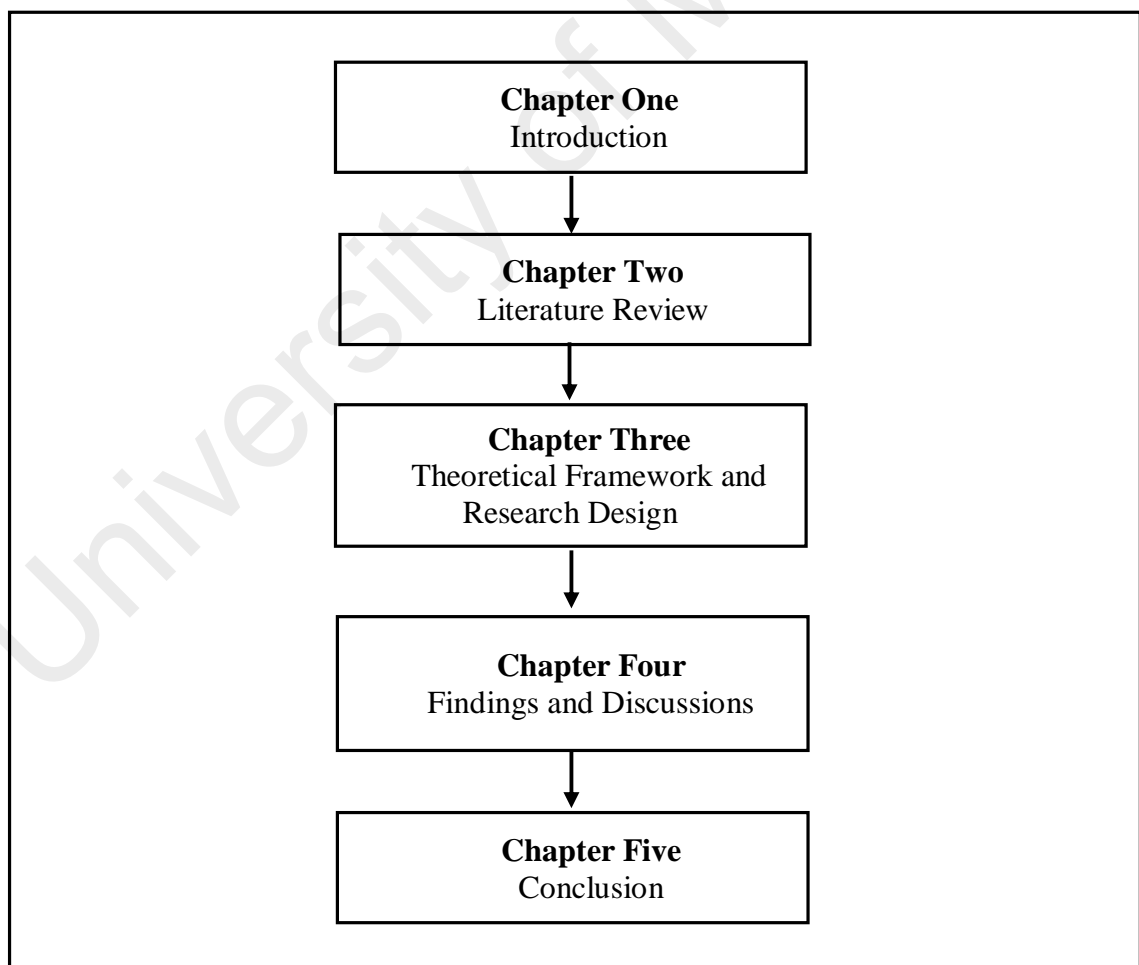 University of M
Chapter One
Introduction
Chapter Two
Literature Review
Chapter Three
Theoretical Framework and
Research Design
Chapter Four
Findings and Discussions
Chapter Five
Conclusion